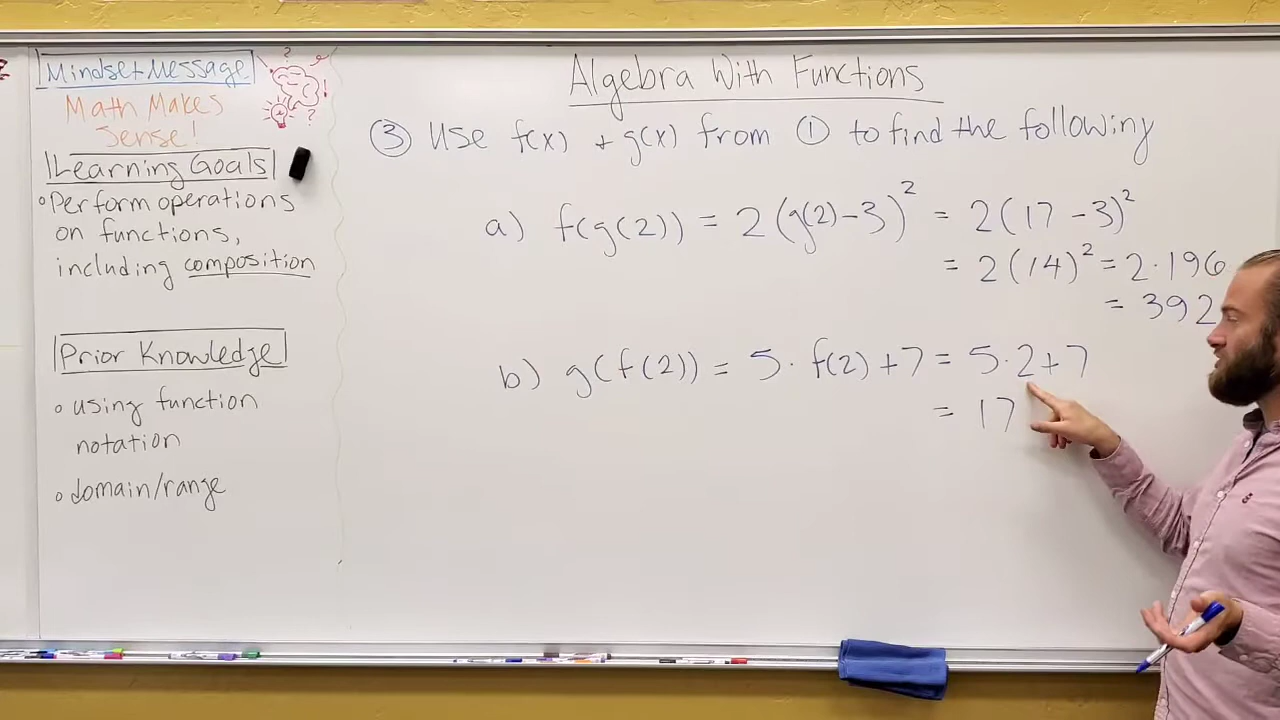 Mindset Message
Math Makes
Sense!
Learning Goals
◦Perform operations
on functions,
including composition
Prior Knowledge
◦ using function
notation
◦ domain/range
? ?
Algebra With Functions
③ Use f(x) + g(x) from ① to find the following
a) f(g(2)) = 2(g(2)-3)² = 2(17-3)²
= 2(14)² = 2·196
= 392
b) g(f(2)) = 5·f(2)+7 = 5·2+7
= 17